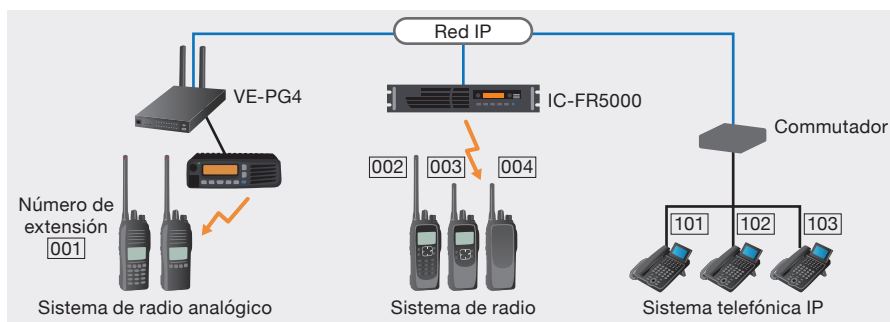 Red IP
VE-PG4
IC-FR5000
Commutador
002 003 004
Número de
extensión
001
101 102 103
Sistema de radio analógico
Sistema de radio
Sistema telefónica IP